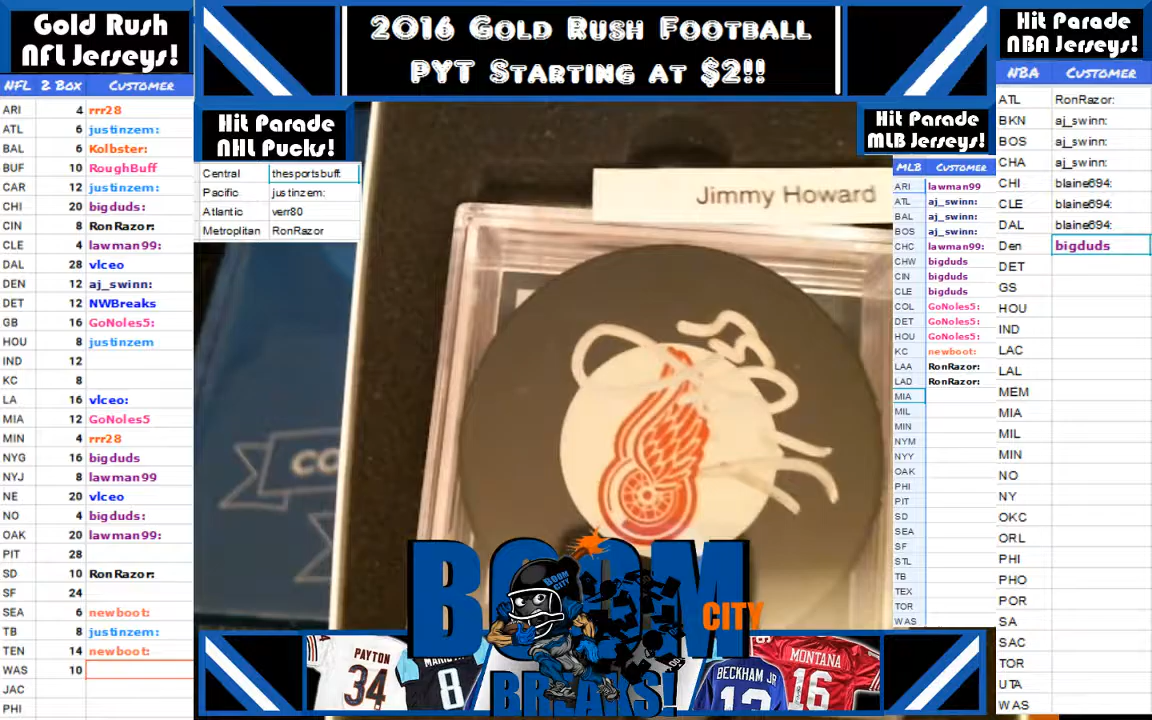 Gold Rush
NFL Jerseys!
NFL 2 Box Customer
ARI 4 rrr28
ATL 6 justinzem:
BAL 6 Kolbster:
BUF 10 RoughBuff
CAR 12 justinzem:
CHI 20 bigduds:
CIN 8 RonRazor:
CLE 4 lawman99:
DAL 28 vlceo
DEN 12 aj_swinn:
DET 12 NWBreaks
GB 16 GoNoles5:
HOU 8 justinzem
IND 12
KC 8
LA 16 vlceo:
MIA 12 GoNoles5
MIN 4 rrr28
NYG 16 bigduds
NYJ 8 lawman99
NE 20 vlceo
NO 4 bigduds:
OAK 20 lawman99:
PIT 28
SD 10 RonRazor:
SF 24
SEA 6 newboot:
TB 8 justinzem:
TEN 14 newboot:
WAS 10
JAC
PHI
2016 Gold Rush Football
PYT Starting at $2!!
Hit Parade
NHL Pucks!
Central thesportsbuff:
Pacific justinzem:
Atlantic verr80
Metroplitan RonRazor
Jimmy Howard
CO
BOOM
CITY
BREAKS!
BOOM
CITY
PAYTON
34
8
BECKHAM JR
13
MONTANA
16
Hit Parade
MLB Jerseys!
MLB Customer
ARI lawman99
ATL aj_swinn:
BAL aj_swinn:
BOS aj_swinn:
CHC lawman99:
CHW bigduds
CIN bigduds
CLE bigduds
COL GoNoles5:
DET GoNoles5:
HOU GoNoles5:
KC newboot:
LAA RonRazor:
LAD RonRazor:
MIA
MIL
MIN
NYM
NYY
OAK
PHI
PIT
SD
SEA
SF
STL
TB
TEX
TOR
WAS
Hit Parade
NBA Jerseys!
NBA Customer
ATL RonRazor:
BKN aj_swinn:
BOS aj_swinn:
CHA aj_swinn:
CHI blaine694:
CLE blaine694:
DAL blaine694:
Den bigduds
DET
GS
HOU
IND
LAC
LAL
MEM
MIA
MIL
MIN
NO
NY
OKC
ORL
PHI
PHO
POR
SA
SAC
TOR
UTA
WAS